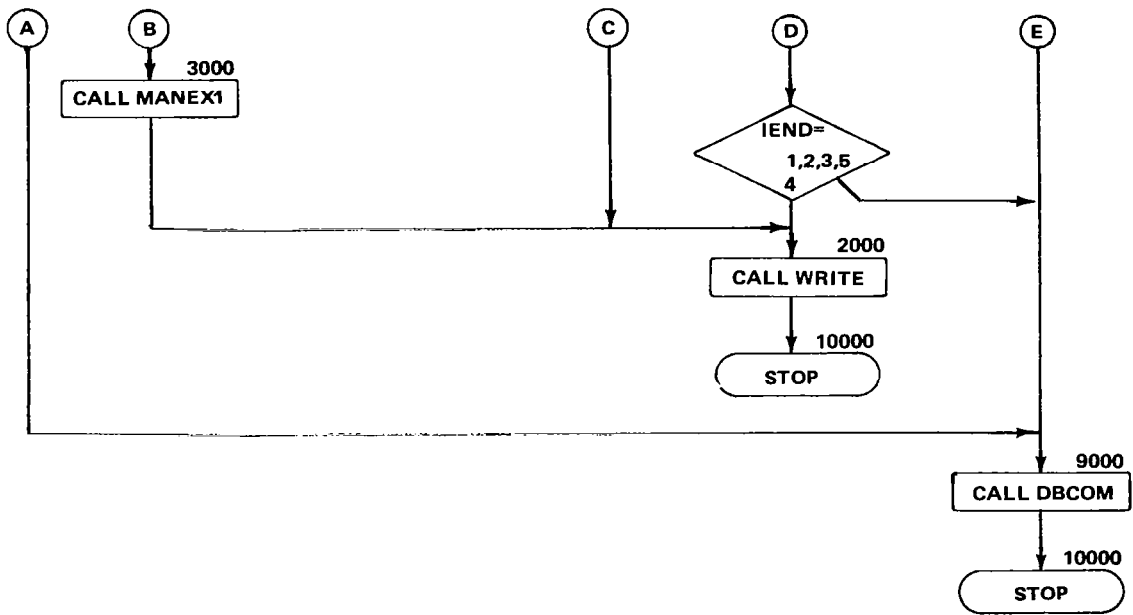 A
B
C
D
E
3000
CALL MANEX1
IEND=
1,2,3,5
4
2000
CALL WRITE
10000
STOP
9000
CALL DBCOM
10000
STOP